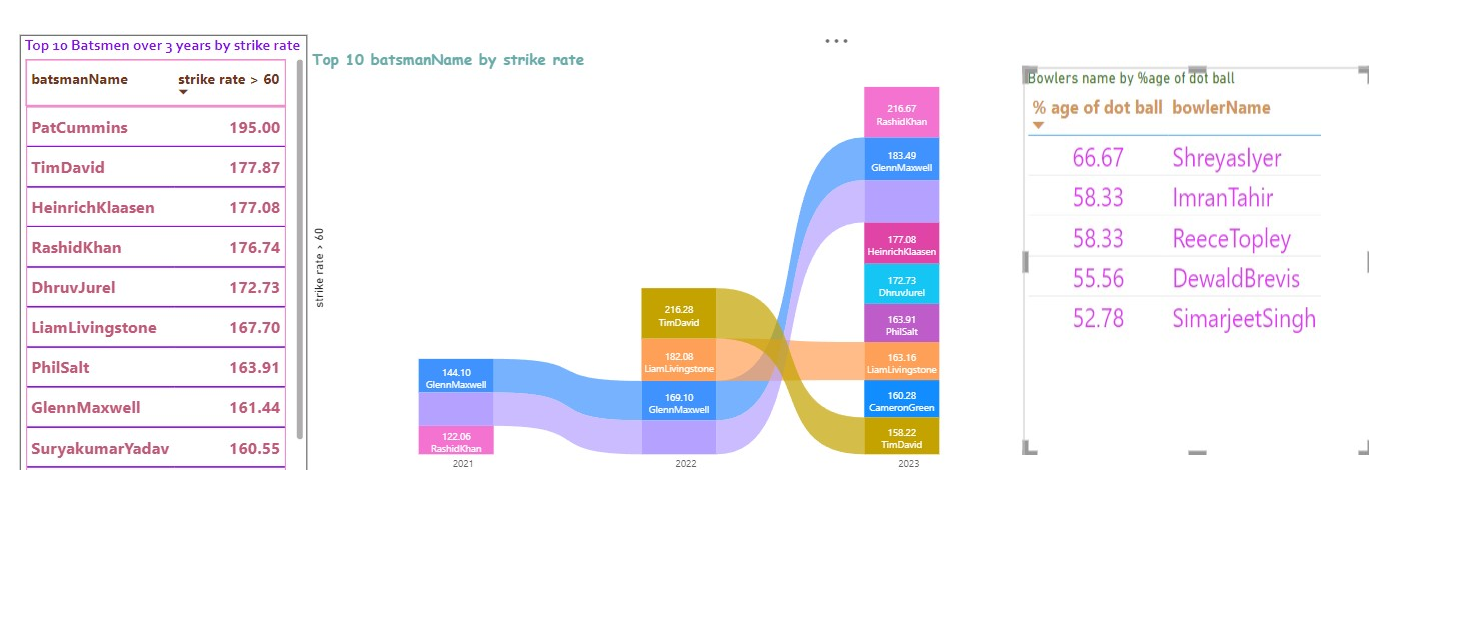 Top 10 Batsmen over 3 years by strike rate
batsmanName strike rate > 60
PatCummins 195.00
TimDavid 177.87
HeinrichKlaasen 177.08
RashidKhan 176.74
DhruvJurel 172.73
LiamLivingstone 167.70
PhilSalt 163.91
GlennMaxwell 161.44
SuryakumarYadav 160.55
Top 10 batsmanName by strike rate
strike rate > 60
144.10
GlennMaxwell
122.06
RashidKhan
2021
216.28
TimDavid
182.08
LiamLivingstone
169.10
GlennMaxwell
2022
216.67
RashidKhan
183.49
GlennMaxwell
177.08
HeinrichKlaasen
172.73
DhruvJurel
163.91
PhilSalt
163.16
LiamLivingstone
160.28
CameronGreen
158.22
TimDavid
2023
Bowlers name by %age of dot ball
% age of dot ball bowlerName
66.67 ShreyasIyer
58.33 ImranTahir
58.33 ReeceTopley
55.56 DewaldBrevis
52.78 SimarjeetSingh